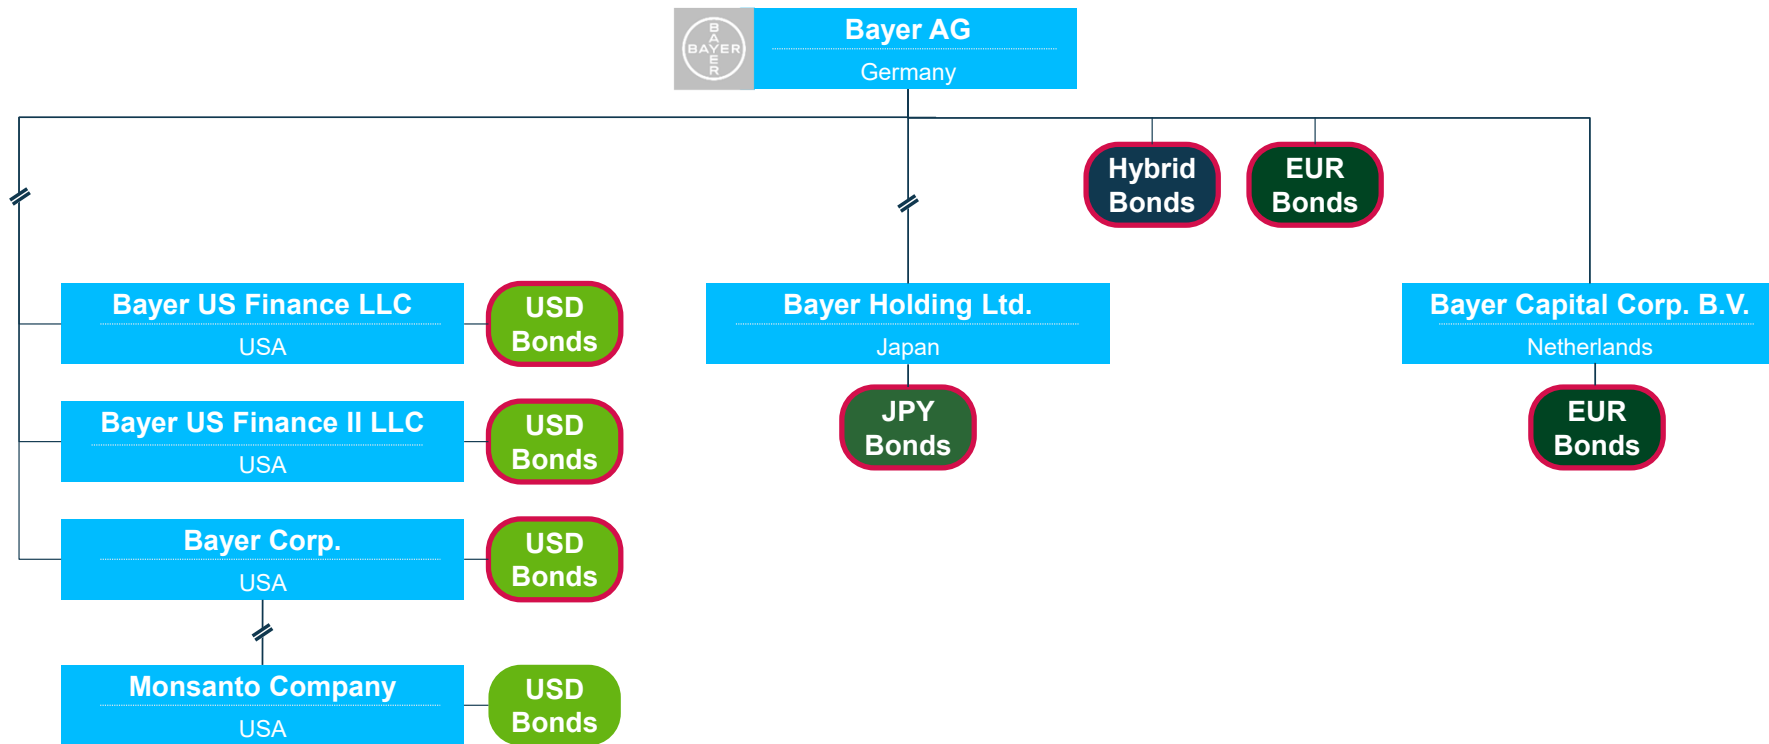 BAYER
BAYER
Bayer AG
Germany
Hybrid
Bonds
EUR
Bonds
Bayer US Finance LLC
USA
USD
Bonds
Bayer Holding Ltd.
Japan
Bayer Capital Corp. B.V.
Netherlands
Bayer US Finance II LLC
USA
USD
Bonds
JPY
Bonds
EUR
Bonds
Bayer Corp.
USA
USD
Bonds
Monsanto Company
USA
USD
Bonds